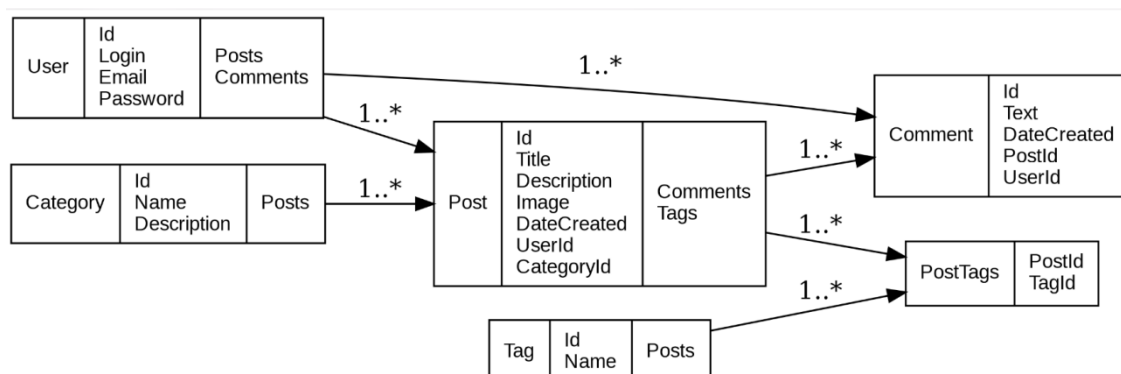 User
Id
Login
Email
Password
Posts
Comments
1..*
1..*
Category
Id
Name
Description
Posts
1..*
Post
Id
Title
Description
Image
DateCreated
UserId
CategoryId
Comments
Tags
1..*
Comment
Id
Text
DateCreated
PostId
UserId
1..*
PostTags
PostId
TagId
1..*
Tag
Id
Name
Posts